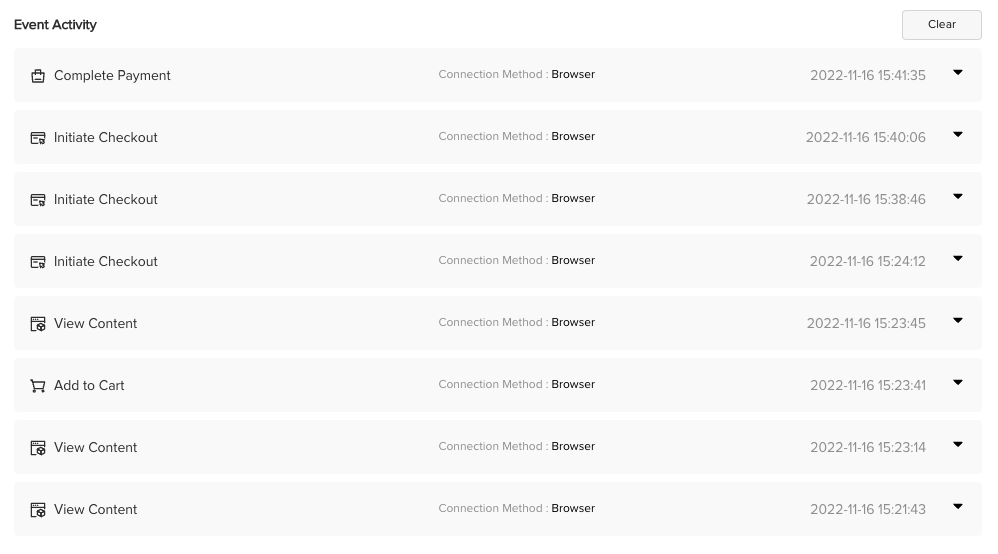 Event Activity
Clear
Complete Payment Connection Method : Browser 2022-11-16 15:41:35
Initiate Checkout Connection Method : Browser 2022-11-16 15:40:06
Initiate Checkout Connection Method : Browser 2022-11-16 15:38:46
Initiate Checkout Connection Method : Browser 2022-11-16 15:24:12
View Content Connection Method : Browser 2022-11-16 15:23:45
Add to Cart Connection Method : Browser 2022-11-16 15:23:41
View Content Connection Method : Browser 2022-11-16 15:23:14
View Content Connection Method : Browser 2022-11-16 15:21:43